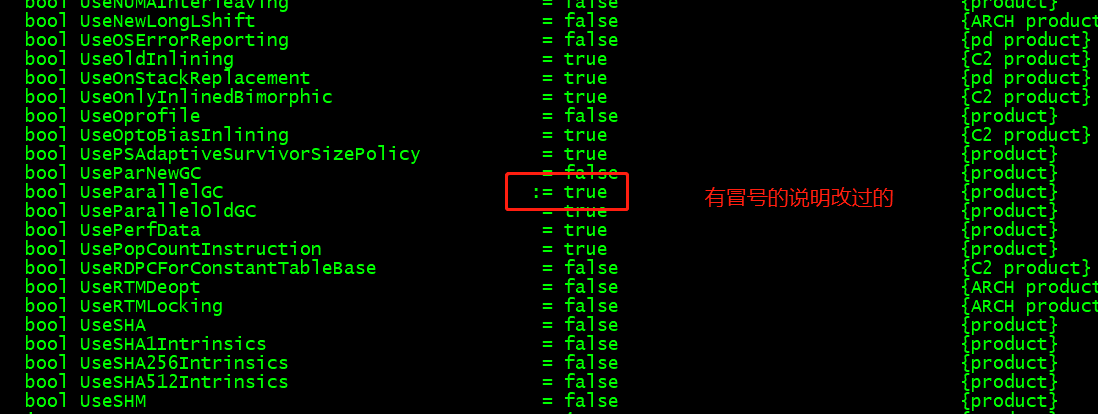 bool UseNUMAInterleaving = false {product}
bool UseNewLongLShift = false {ARCH product
bool UseOSErrorReporting = false {pd product}
bool UseOldInlining = true {C2 product}
bool UseOnStackReplacement = true {pd product}
bool UseOnlyInlinedBimorphic = true {C2 product}
bool UseOprofile = false {product}
bool UseOptoBiasInlining = true {C2 product}
bool UsePSAdaptiveSurvivorSizePolicy = true {product}
bool UseParNewGC = false {product}
bool UseParallelGC := true {product} 有冒号的说明改过的
bool UseParallelOldGC = true {product}
bool UsePerfData = true {product}
bool UsePopCountInstruction = true {product}
bool UseRDPCForConstantTableBase = false {C2 product}
bool UseRTMDeopt = false {ARCH product
bool UseRTMLocking = false {ARCH product
bool UseSHA = false {product}
bool UseSHA1Intrinsics = false {product}
bool UseSHA256Intrinsics = false {product}
bool UseSHA512Intrinsics = false {product}
bool UseSHM = false {product}